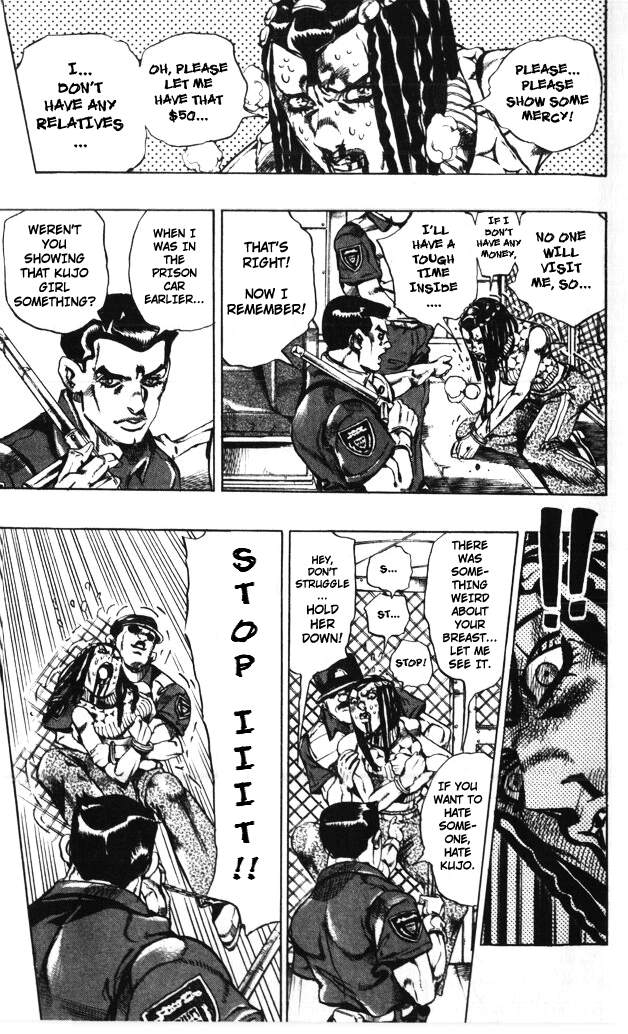 PLEASE...
PLEASE
SHOW SOME
MERCY!
OH, PLEASE
LET ME
HAVE THAT
$50...
I...
DON'T
HAVE ANY
RELATIVES
...
NO ONE
WILL
VISIT
ME, SO...
IF I
DON'T
HAVE ANY
MONEY,
I'LL
HAVE A
TOUGH
TIME
INSIDE
....
THAT'S
RIGHT!
NOW I
REMEMBER!
WHEN I
WAS IN
THE
PRISON
CAR
EARLIER...
WEREN'T
YOU
SHOWING
THAT KUJO
GIRL
SOMETHING?
!!
THERE
WAS
SOME-
THING
WEIRD
ABOUT
YOUR
BREAST...
LET ME
SEE IT.
IF YOU
WANT TO
HATE
SOME-
ONE,
HATE
KUJO.
S...
ST...
STOP!
HEY,
DON'T
STRUGGLE
...
HOLD
HER
DOWN!
STOP IIIT!!